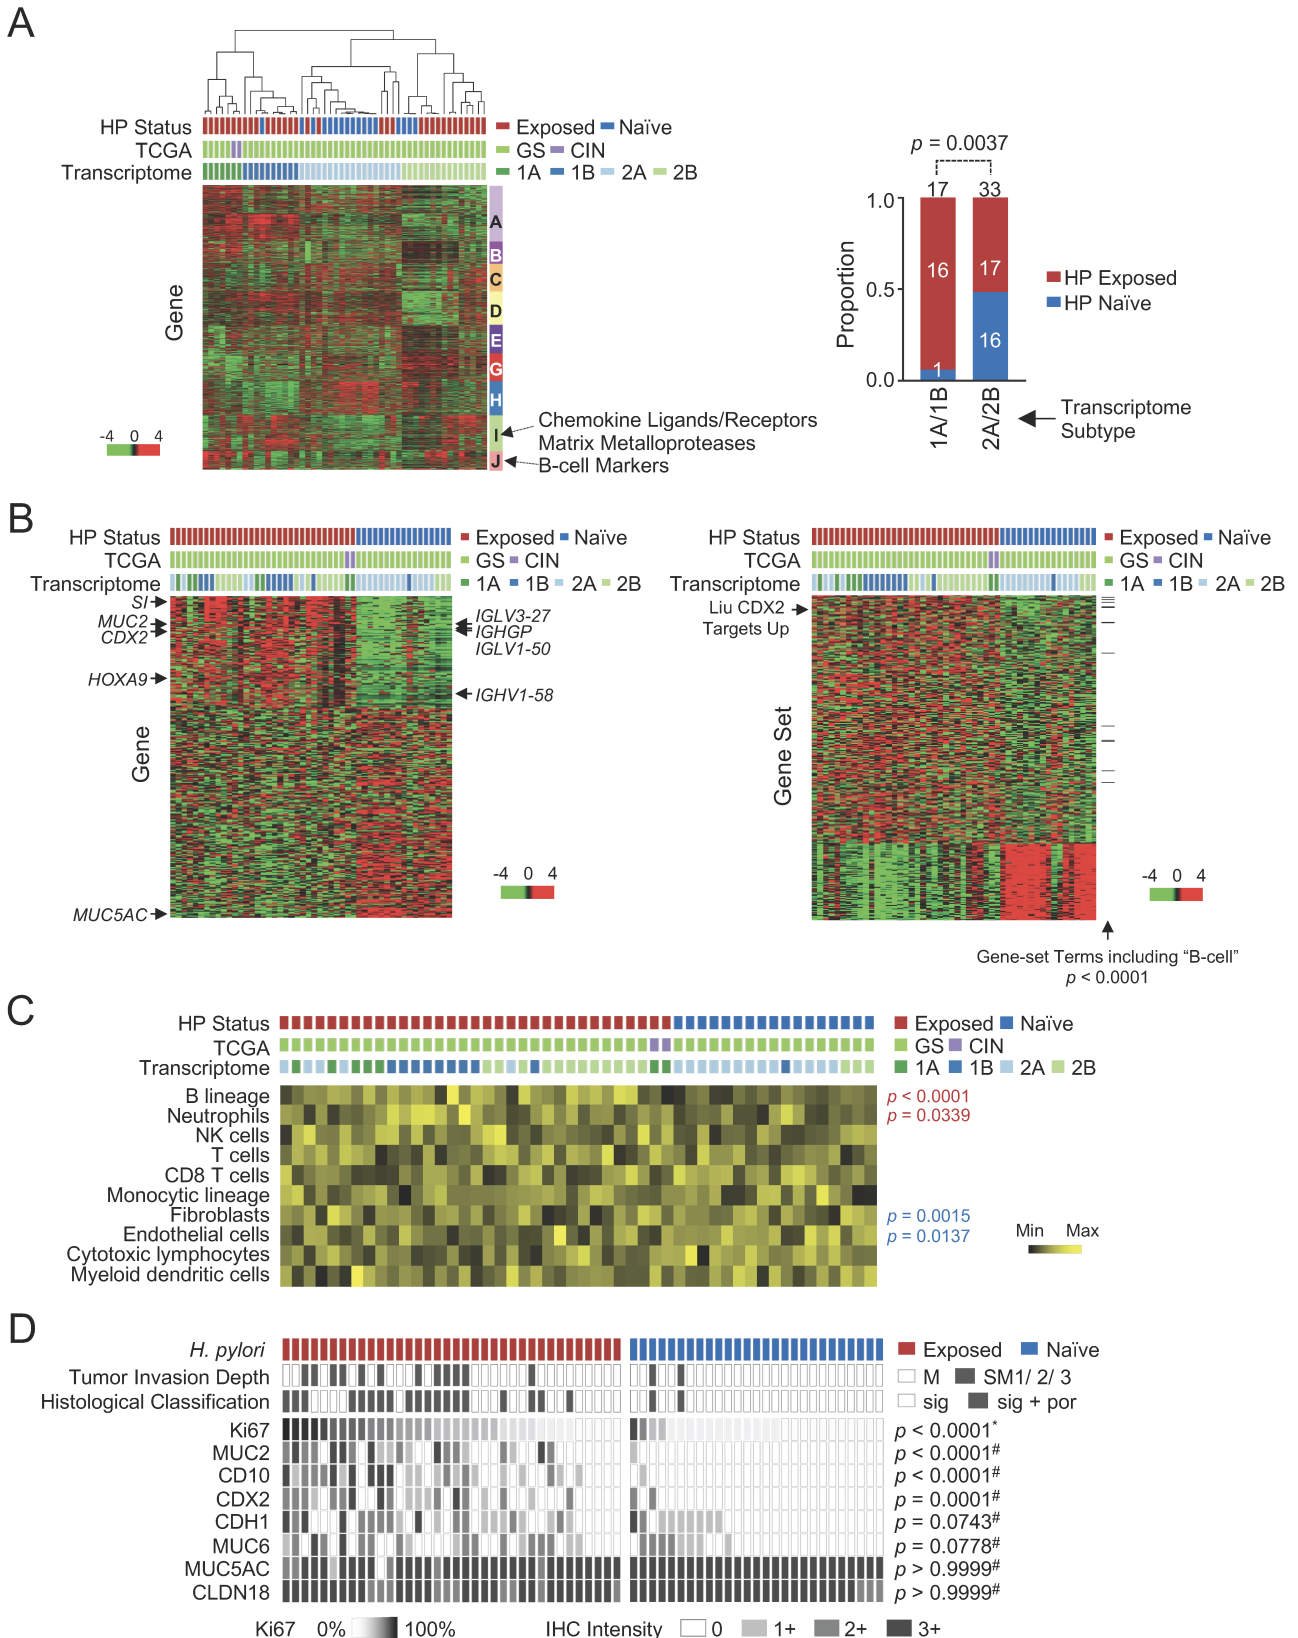 A
HP Status
Exposed Naïve
TCGA
GS CIN
Transcriptome
1A 1B 2A 2B
Gene
A
B
C
D
E
G
H
I
J
Chemokine Ligands/Receptors
Matrix Metalloproteases
B-cell Markers
-4 0 4
p = 0.0037
17 33
1.0
0.5
0.0
Proportion
16 17
1 16
HP Exposed
HP Naïve
1A/1B
2A/2B
Transcriptome
Subtype
B
HP Status
Exposed Naïve
TCGA
GS CIN
Transcriptome
1A 1B 2A 2B
SI
MUC2
CDX2
HOXA9
MUC5AC
Gene
IGLV3-27
IGHGP
IGLV1-50
IGHV1-58
-4 0 4
HP Status
Exposed Naïve
TCGA
GS CIN
Transcriptome
1A 1B 2A 2B
Liu CDX2
Targets Up
Gene Set
-4 0 4
Gene-set Terms including “B-cell”
p < 0.0001
C
HP Status
Exposed Naïve
TCGA
GS CIN
Transcriptome
1A 1B 2A 2B
B lineage p < 0.0001
Neutrophils p = 0.0339
NK cells
T cells
CD8 T cells
Monocytic lineage
Fibroblasts p = 0.0015
Endothelial cells p = 0.0137
Cytotoxic lymphocytes
Myeloid dendritic cells
Min Max
D
H. pylori Exposed Naïve
Tumor Invasion Depth M SM1/ 2/ 3
Histological Classification sig sig + por
Ki67 p < 0.0001*
MUC2 p < 0.0001#
CD10 p < 0.0001#
CDX2 p = 0.0001#
CDH1 p = 0.0743#
MUC6 p = 0.0778#
MUC5AC p > 0.9999#
CLDN18 p > 0.9999#
Ki67 0% 100% IHC Intensity 0 1+ 2+ 3+